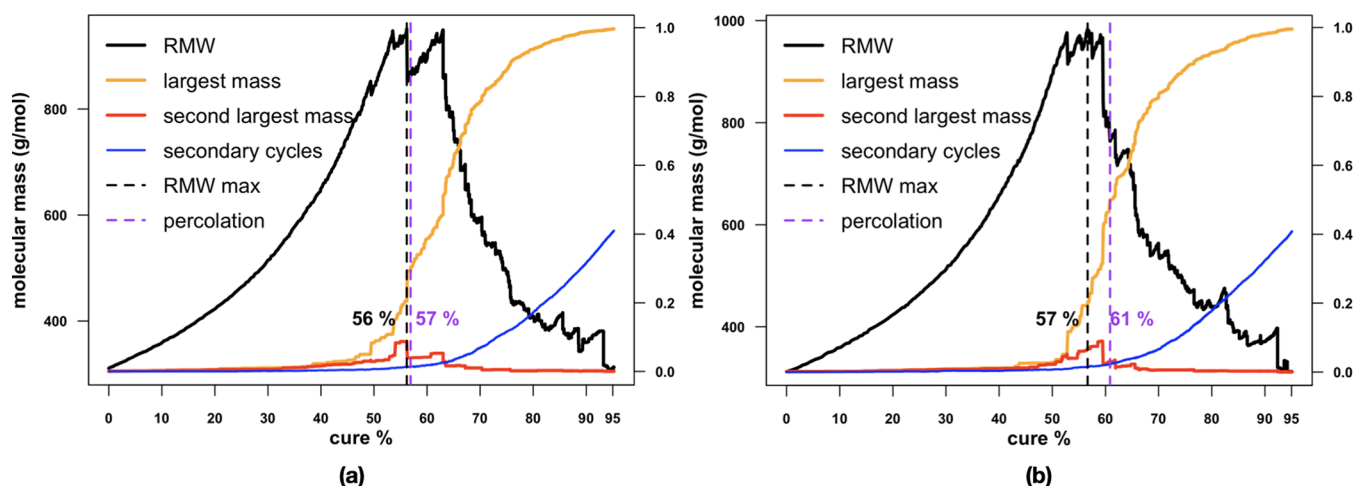 RMW
largest mass
second largest mass
secondary cycles
RMW max
percolation
56 %
57 %
molecular mass (g/mol)
800
600
400
1.0
0.8
0.6
0.4
0.2
0.0
0 10 20 30 40 50 60 70 80 90 95
cure %
(a)
RMW
largest mass
second largest mass
secondary cycles
RMW max
percolation
57 %
61 %
molecular mass (g/mol)
1000
800
600
400
1.0
0.8
0.6
0.4
0.2
0.0
0 10 20 30 40 50 60 70 80 90 95
cure %
(b)